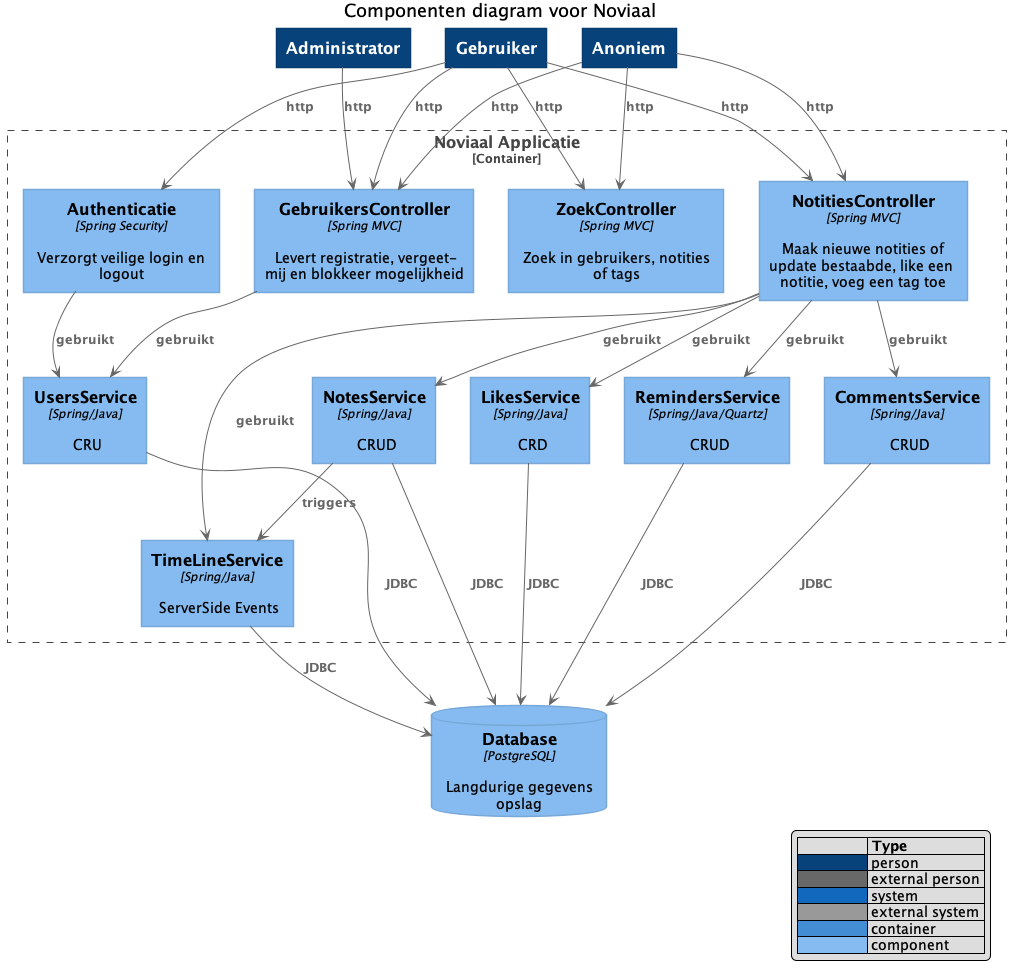 Componenten diagram voor Noviaal
Administrator
Gebruiker
Anoniem
http
http
http
http
http
http
http
http
Noviaal Applicatie
[Container]
Authenticatie
[Spring Security]
Verzorgt veilige login en
logout
GebruikersController
[Spring MVC]
Levert registratie, vergeet-
mij en blokkeer mogelijkheid
ZoekController
[Spring MVC]
Zoek in gebruikers, notities
of tags
NotitiesController
[Spring MVC]
Maak nieuwe notities of
update bestaabde, like een
notitie, voeg een tag toe
gebruikt
gebruikt
gebruikt
gebruikt
gebruikt
gebruikt
gebruikt
UsersService
[Spring/Java]
CRU
NotesService
[Spring/Java]
CRUD
LikesService
[Spring/Java]
CRD
RemindersService
[Spring/Java/Quartz]
CRUD
CommentsService
[Spring/Java]
CRUD
triggers
TimeLineService
[Spring/Java]
ServerSide Events
JDBC
JDBC
JDBC
JDBC
JDBC
JDBC
Database
[PostgreSQL]
Langdurige gegevens
opslag
Type
person
external person
system
external system
container
component